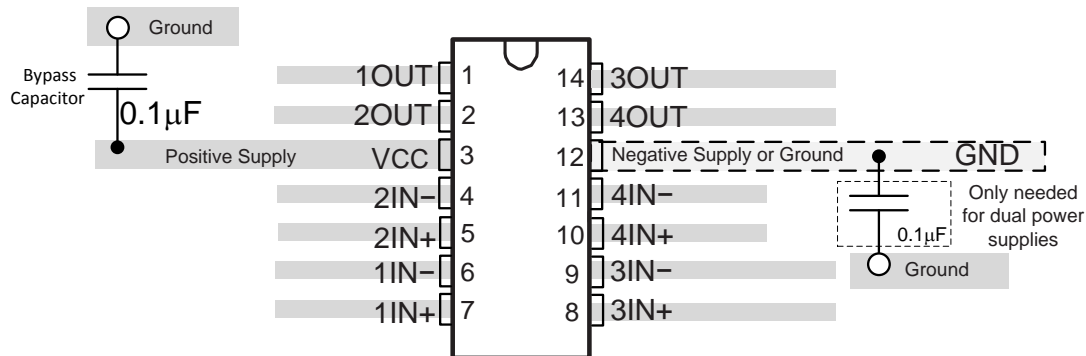 Ground
Bypass
Capacitor
0.1μF
Positive Supply
1OUT 1
2OUT 2
VCC 3
2IN− 4
2IN+ 5
1IN− 6
1IN+ 7
14 3OUT
13 4OUT
12 Negative Supply or Ground GND
11 4IN−
10 4IN+
9 3IN−
8 3IN+
0.1μF
Only needed
for dual power
supplies
Ground